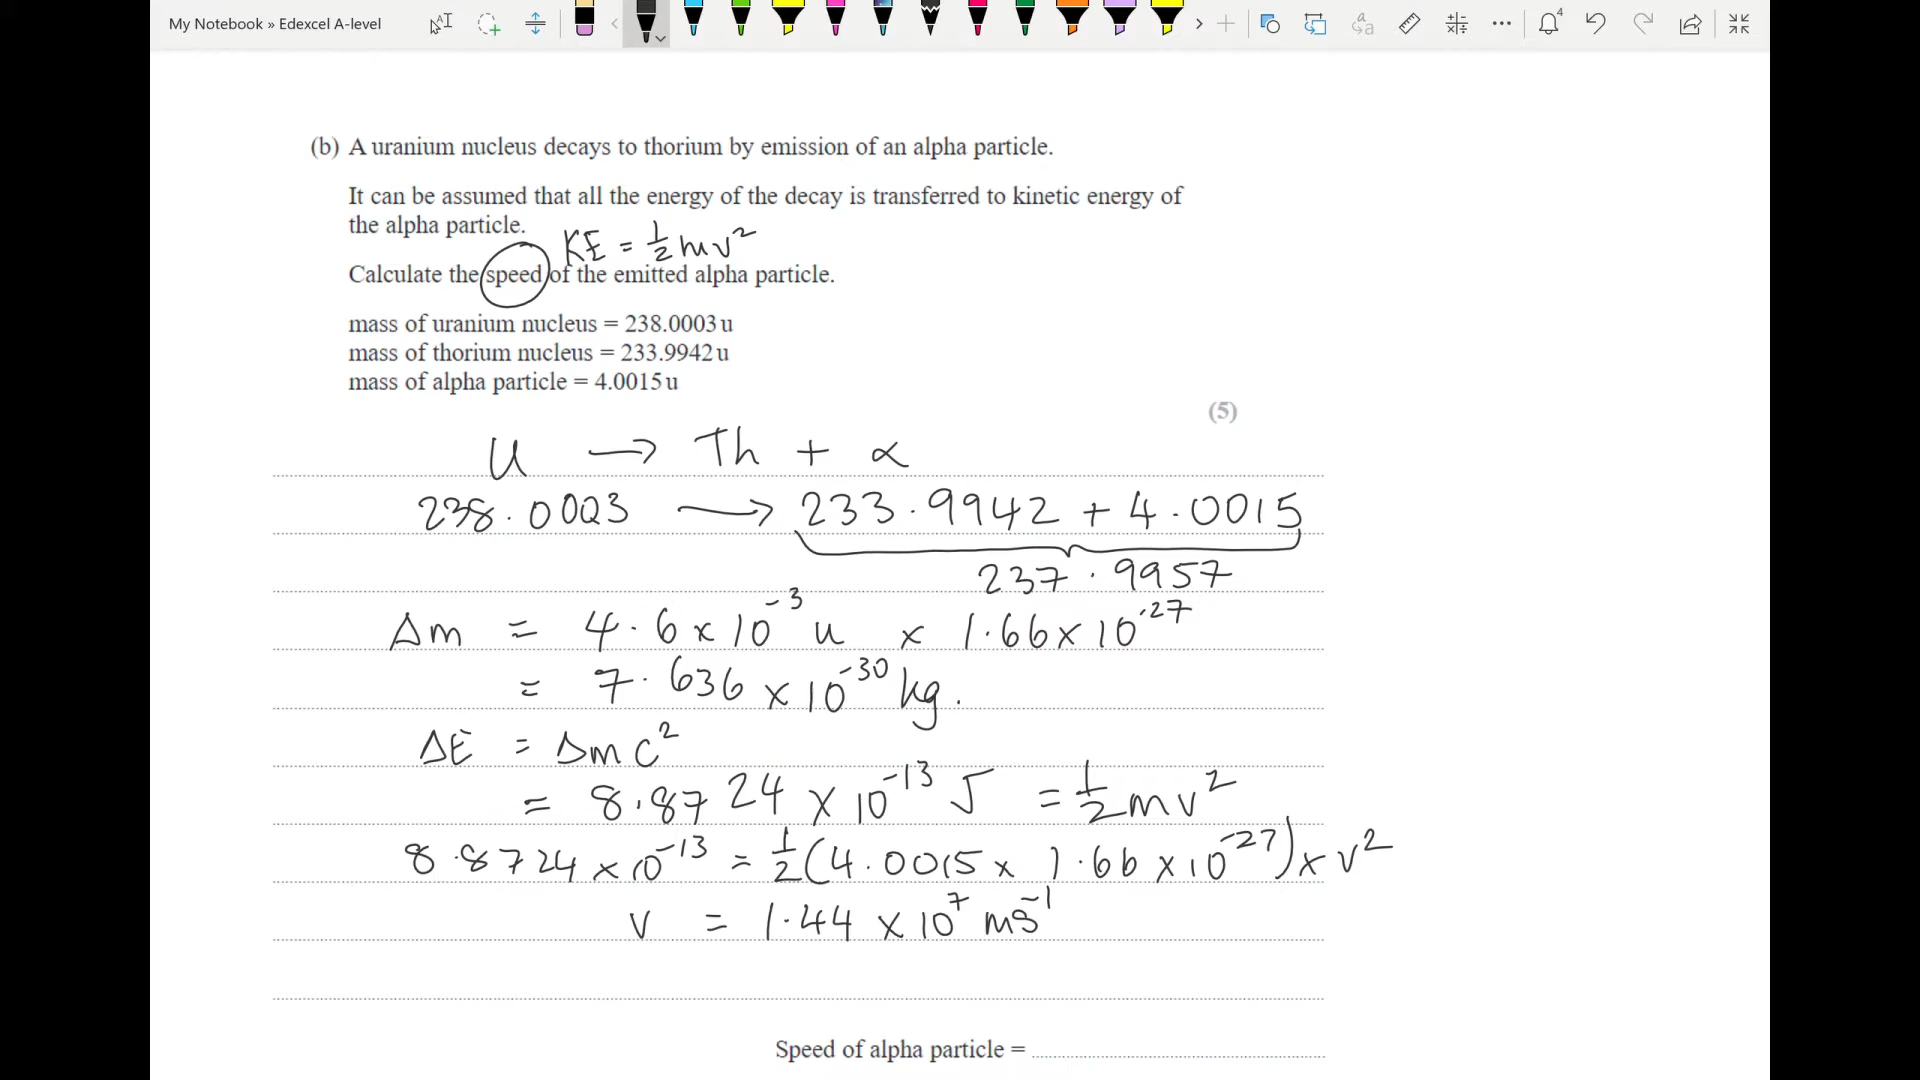 My Notebook » Edexcel A-level
4
(b) A uranium nucleus decays to thorium by emission of an alpha particle.
It can be assumed that all the energy of the decay is transferred to kinetic energy of
the alpha particle.
KE = ½mv²
Calculate the speed of the emitted alpha particle.
mass of uranium nucleus = 238.0003 u
mass of thorium nucleus = 233.9942 u
mass of alpha particle = 4.0015 u
(5)
U → Th + α
238.0003 → 233.9942 + 4.0015
237.9957
Δm = 4.6 × 10⁻³ u × 1.66 × 10⁻²⁷
= 7.636 × 10⁻³⁰ kg.
ΔE = Δm c²
= 8.8724 × 10⁻¹³ J = ½mv²
8.8724 × 10⁻¹³ = ½(4.0015 × 1.66 × 10⁻²⁷) × v²
v = 1.44 × 10⁷ ms⁻¹
Speed of alpha particle =